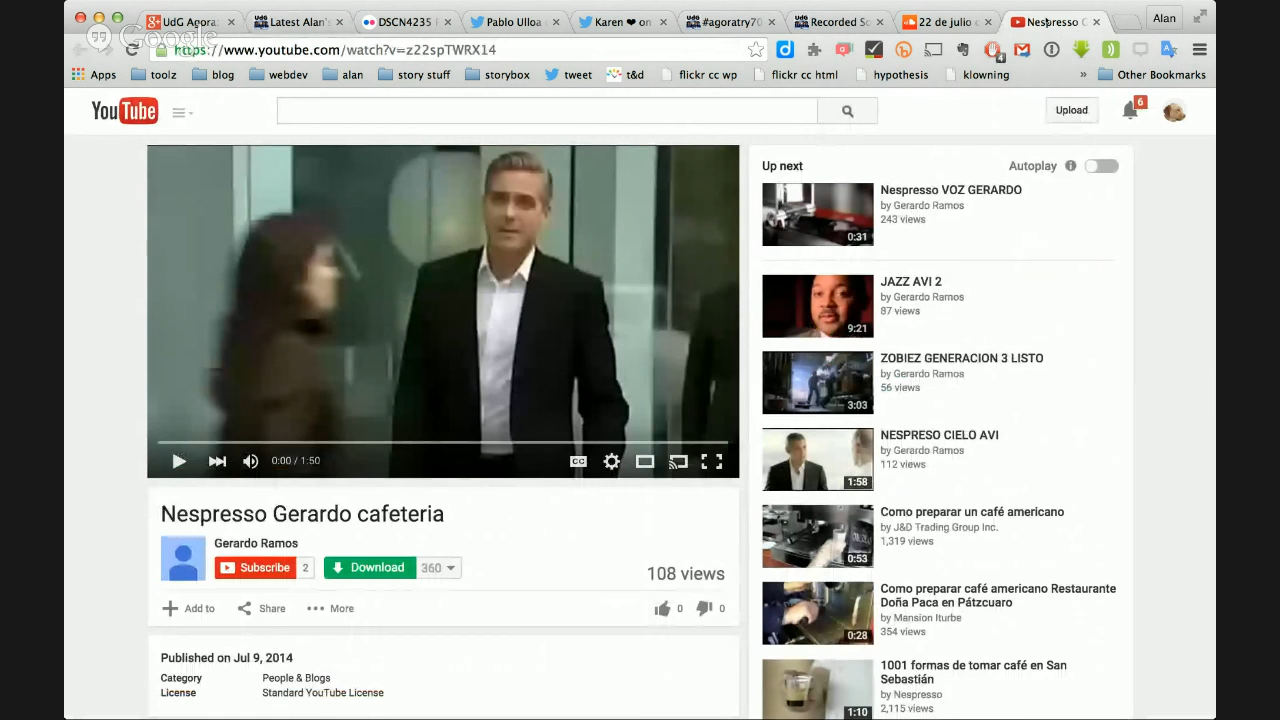 UdG Agora:
Latest Alan's
DSCN4235
Pablo Ulloa
Karen ❤ on
#agoratry70
Recorded So
22 de julio
Nespresso G
Alan
Google
https://www.youtube.com/watch?v=z22spTWRX14
4
Apps
toolz
blog
webdev
alan
story stuff
storybox
tweet
t&d
flickr cc wp
flickr cc html
hypothesis
klowning
»
Other Bookmarks
YouTube
Upload
6
Up next
Autoplay
Nespresso VOZ GERARDO
by Gerardo Ramos
243 views
0:31
JAZZ AVI 2
by Gerardo Ramos
87 views
9:21
ZOBIEZ GENERACION 3 LISTO
by Gerardo Ramos
56 views
3:03
NESPRESO CIELO AVI
by Gerardo Ramos
112 views
1:58
Como preparar un café americano
by J&D Trading Group Inc.
1,319 views
0:53
Como preparar café americano Restaurante
Doña Paca en Pátzcuaro
by Mansion Iturbe
354 views
0:28
1001 formas de tomar café en San
Sebastián
by Nespresso
2,115 views
1:10
0:00 / 1:50
CC
Nespresso Gerardo cafeteria
Gerardo Ramos
Subscribe 2
Download 360
108 views
Add to
Share
More
0
0
Published on Jul 9, 2014
Category People & Blogs
License Standard YouTube License